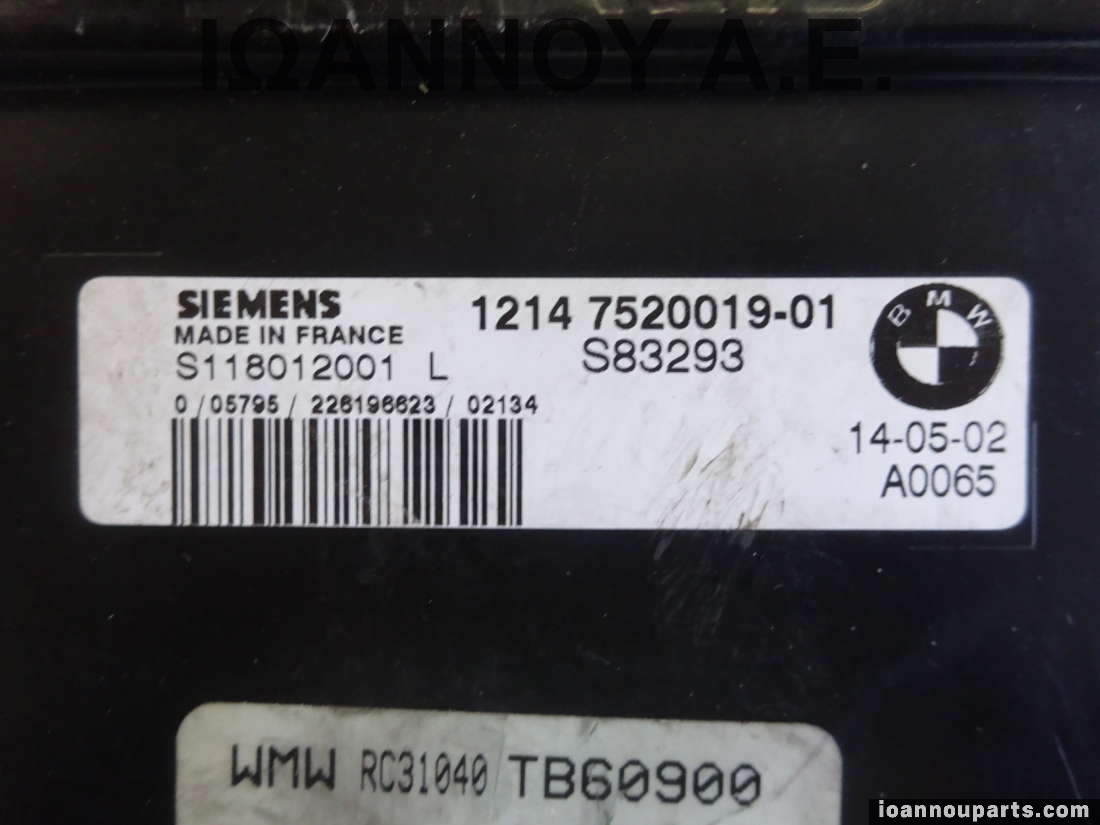 ΙΩΑΝΝΟΥ Α.Ε.
SIEMENS
MADE IN FRANCE
S118012001 L
0/05795/226196623/02134
1214 7520019-01
S83293
BMW
14-05-02
A0065
WMW RC31040 TB60900
ioannouparts.com